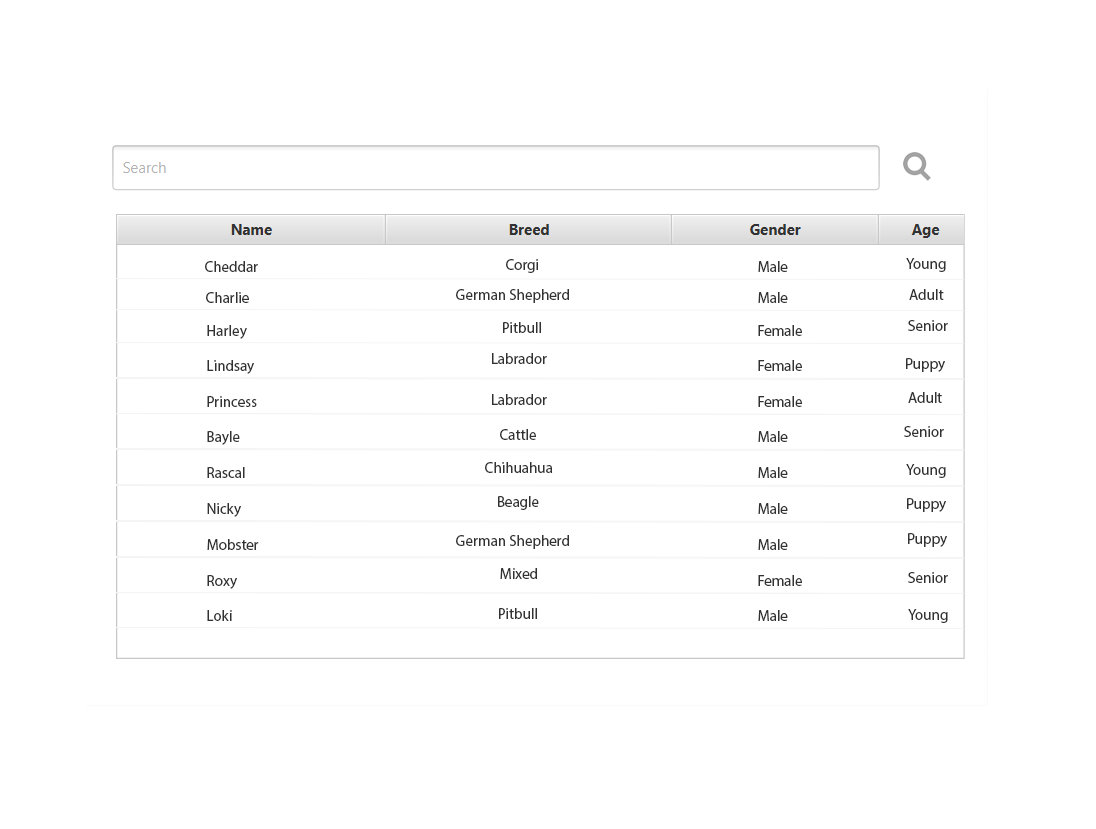 Search
Name Breed Gender Age
Cheddar Corgi Male Young
Charlie German Shepherd Male Adult
Harley Pitbull Female Senior
Lindsay Labrador Female Puppy
Princess Labrador Female Adult
Bayle Cattle Male Senior
Rascal Chihuahua Male Young
Nicky Beagle Male Puppy
Mobster German Shepherd Male Puppy
Roxy Mixed Female Senior
Loki Pitbull Male Young